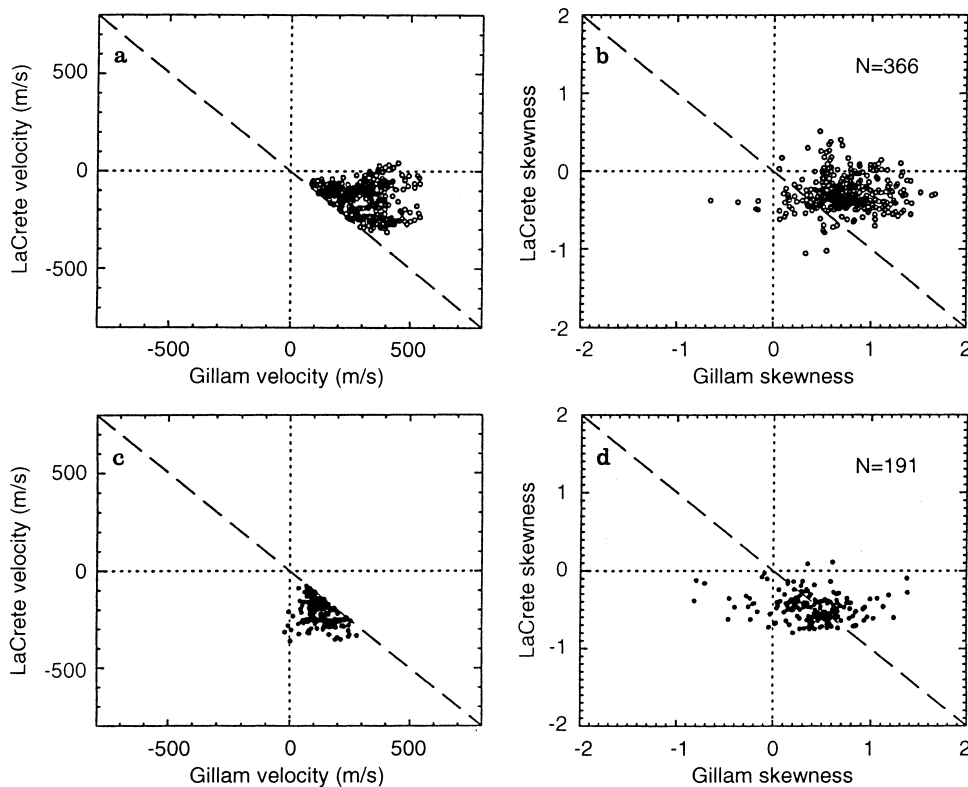 a
LaCrete velocity (m/s)
500
0
-500
-500
0
500
Gillam velocity (m/s)
b
N=366
LaCrete skewness
2
1
0
-1
-2
-2
-1
0
1
2
Gillam skewness
c
LaCrete velocity (m/s)
500
0
-500
-500
0
500
Gillam velocity (m/s)
d
N=191
LaCrete skewness
2
1
0
-1
-2
-2
-1
0
1
2
Gillam skewness